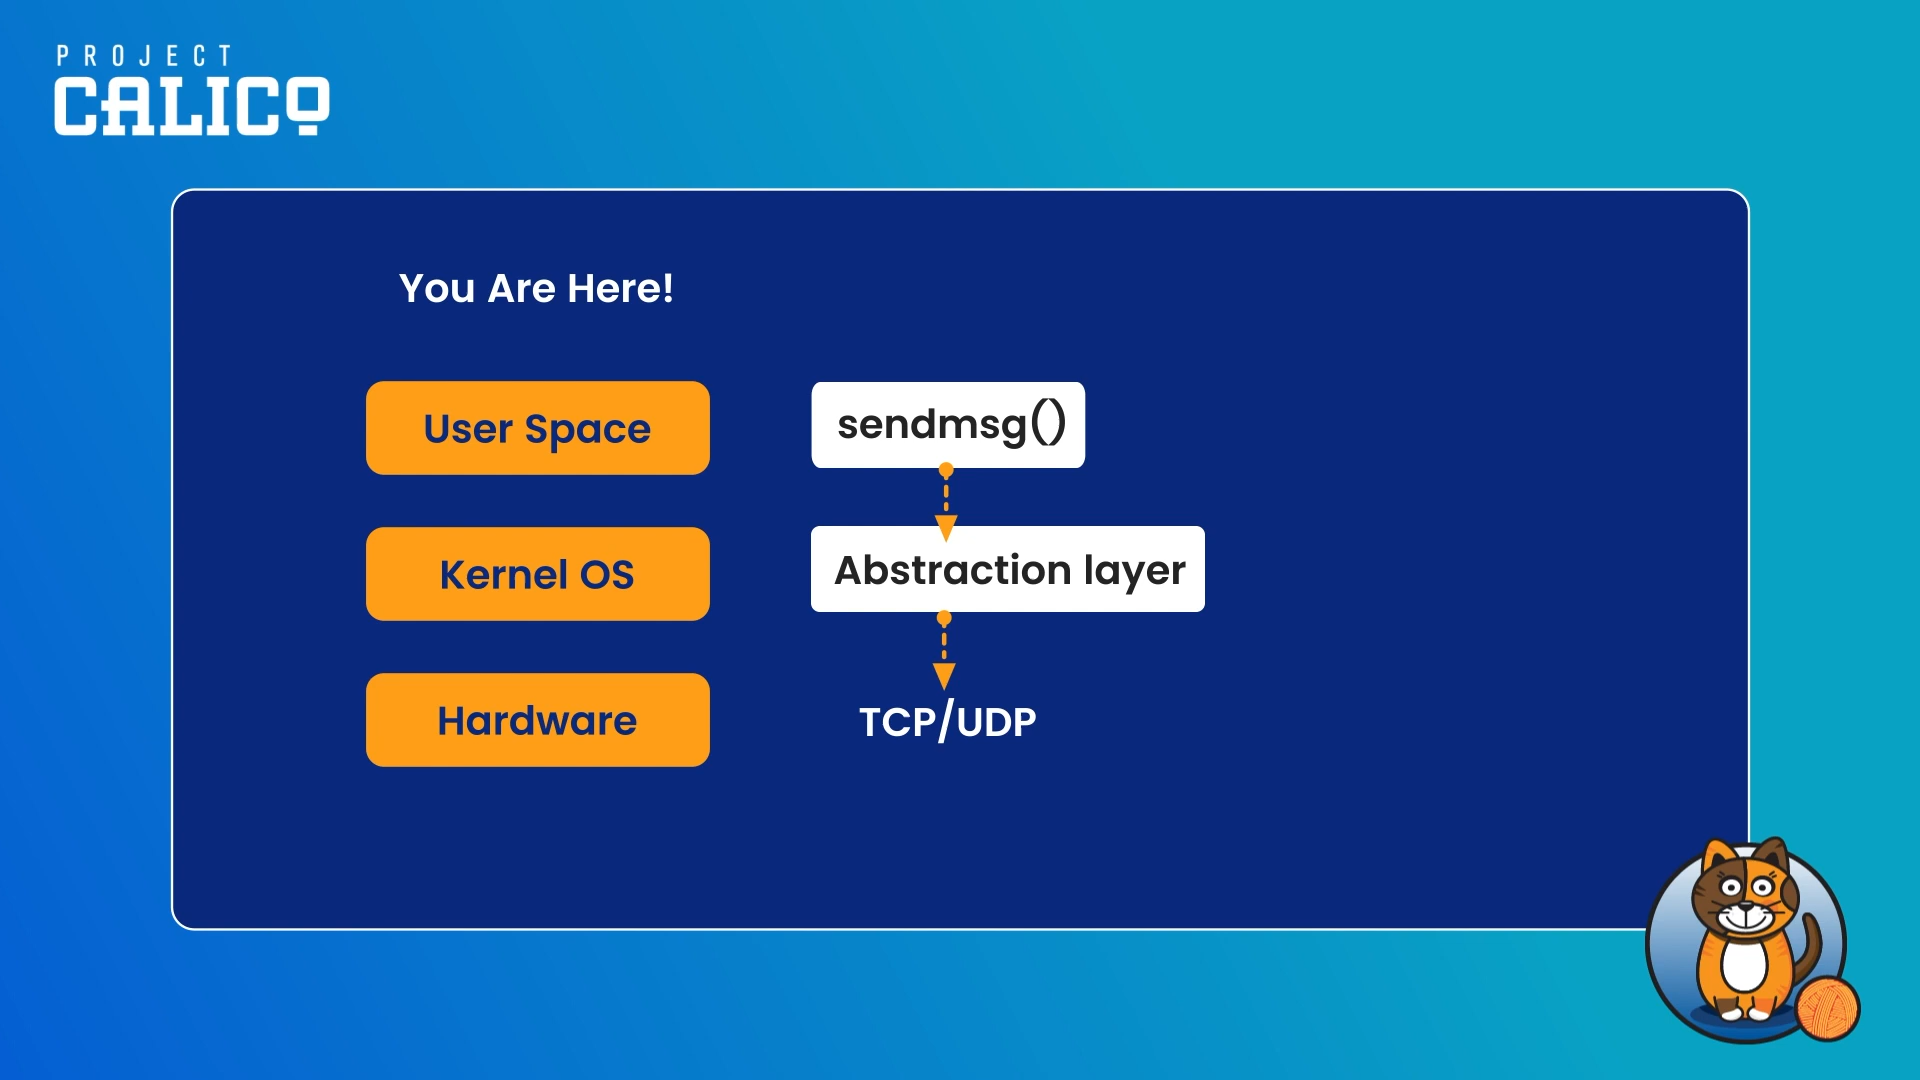 PROJECT
CALICO
You Are Here!
User Space
sendmsg()
Kernel OS
Abstraction layer
Hardware
TCP/UDP